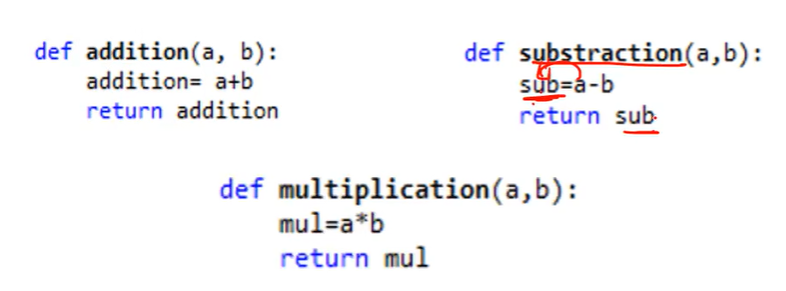 def addition(a, b):
    addition= a+b
    return addition
def substraction(a,b):
    sub=a-b
    return sub
def multiplication(a,b):
    mul=a*b
    return mul